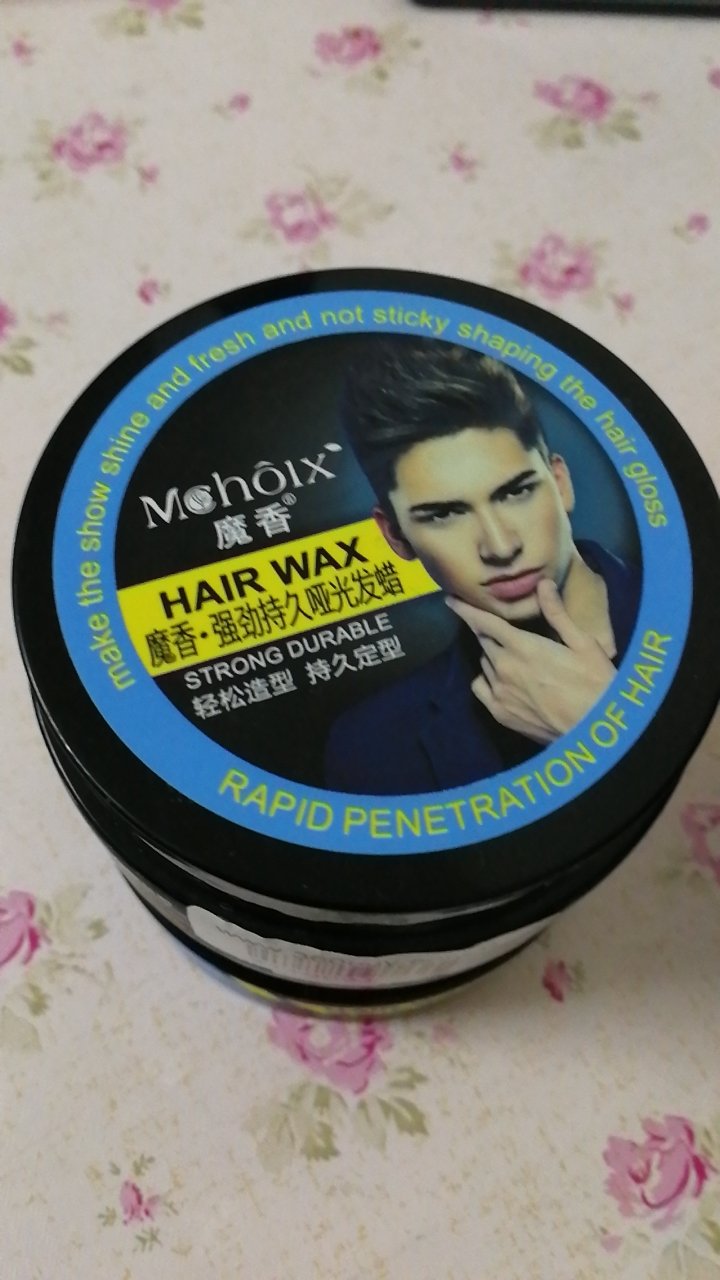 make the show shine and fresh and not sticky shaping the hair gloss
Mchôix
魔香®
HAIR WAX
魔香·强劲持久哑光发蜡
STRONG DURABLE
轻松造型 持久定型
RAPID PENETRATION OF HAIR